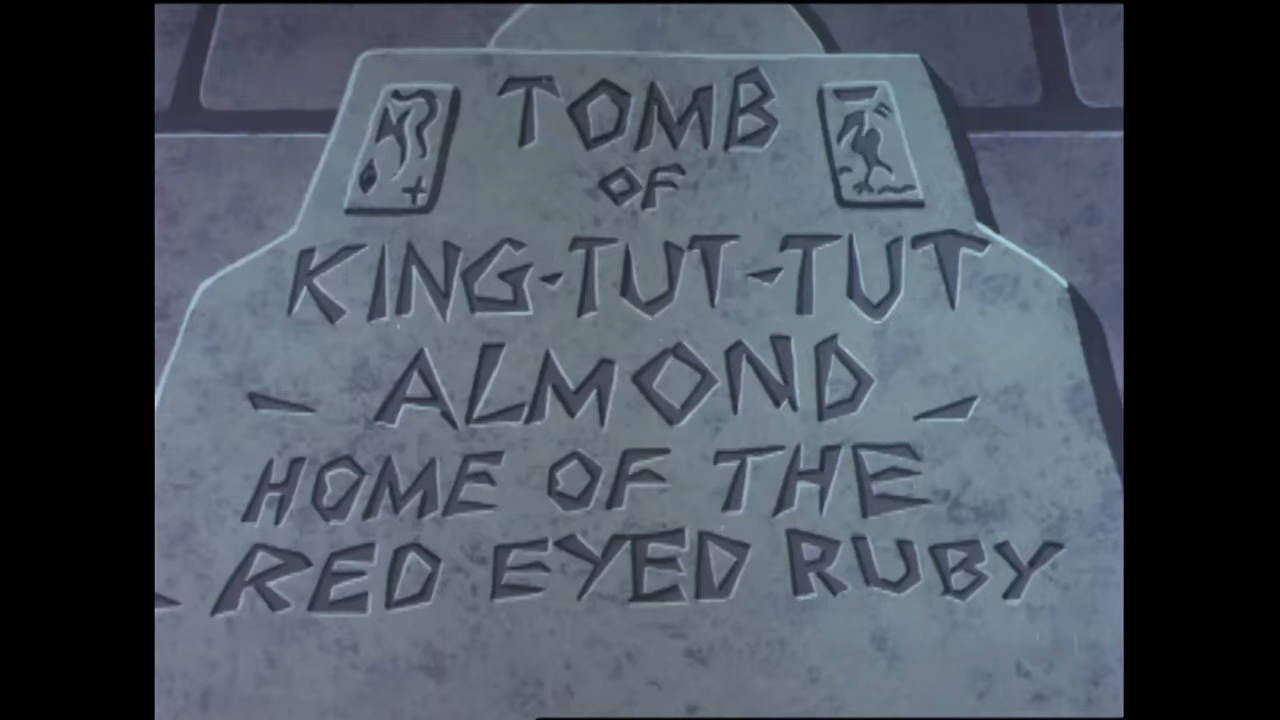 TOMB
OF
KING-TUT-TUT
- ALMOND -
HOME OF THE
RED EYED RUBY